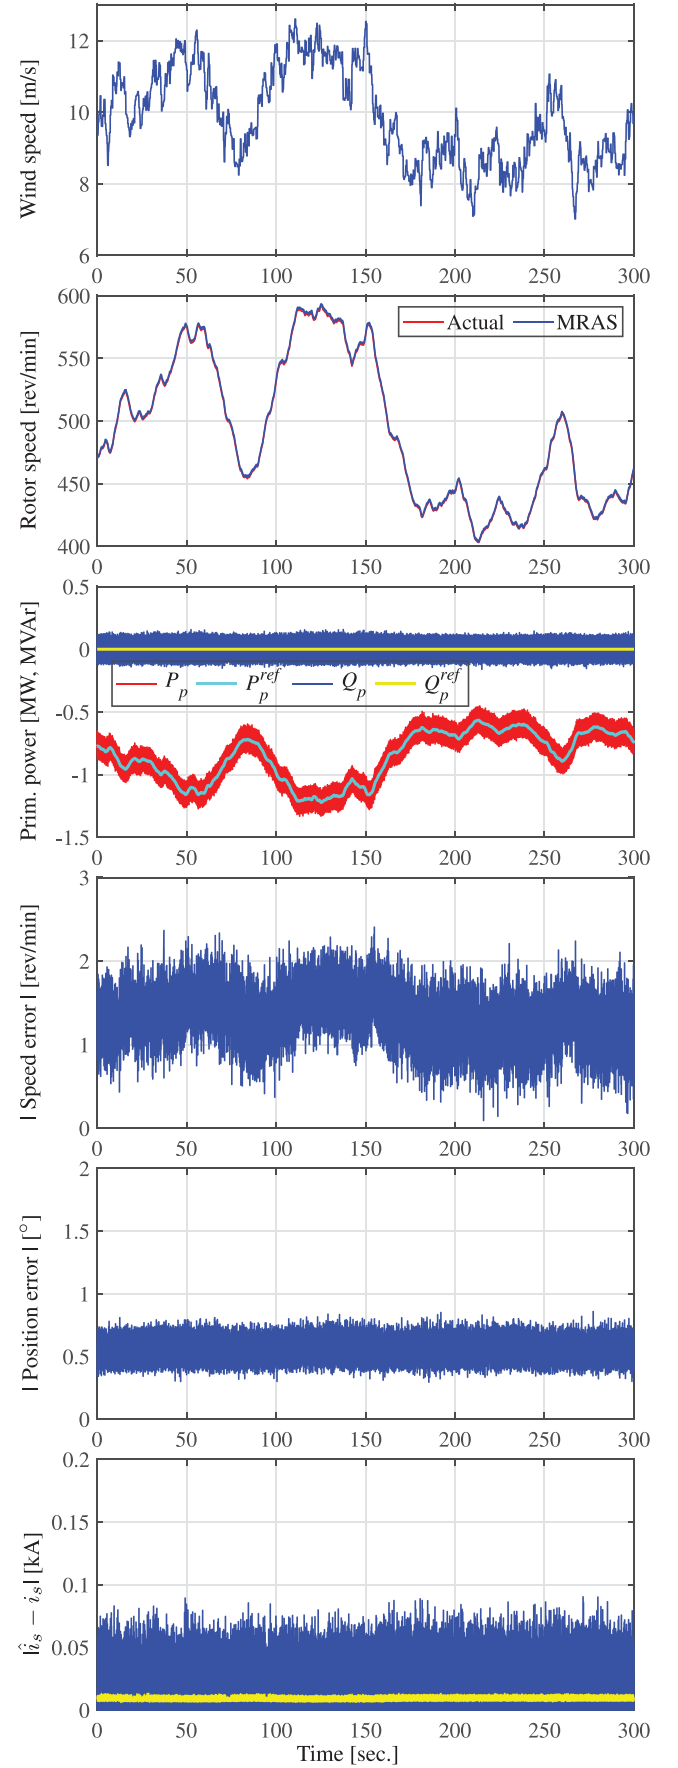 Wind speed [m/s]
12
10
8
6
0 50 100 150 200 250 300
Rotor speed [rev/min]
600
550
500
450
400
Actual MRAS
0 50 100 150 200 250 300
Prim. power [MW, MVAr]
0.5
0
-0.5
-1
-1.5
P_p P_p^ref Q_p Q_p^ref
0 50 100 150 200 250 300
| Speed error | [rev/min]
3
2
1
0
0 50 100 150 200 250 300
| Position error | [°]
2
1.5
1
0.5
0
0 50 100 150 200 250 300
|î_s − i_s| [kA]
0.2
0.15
0.1
0.05
0
0 50 100 150 200 250 300
Time [sec.]